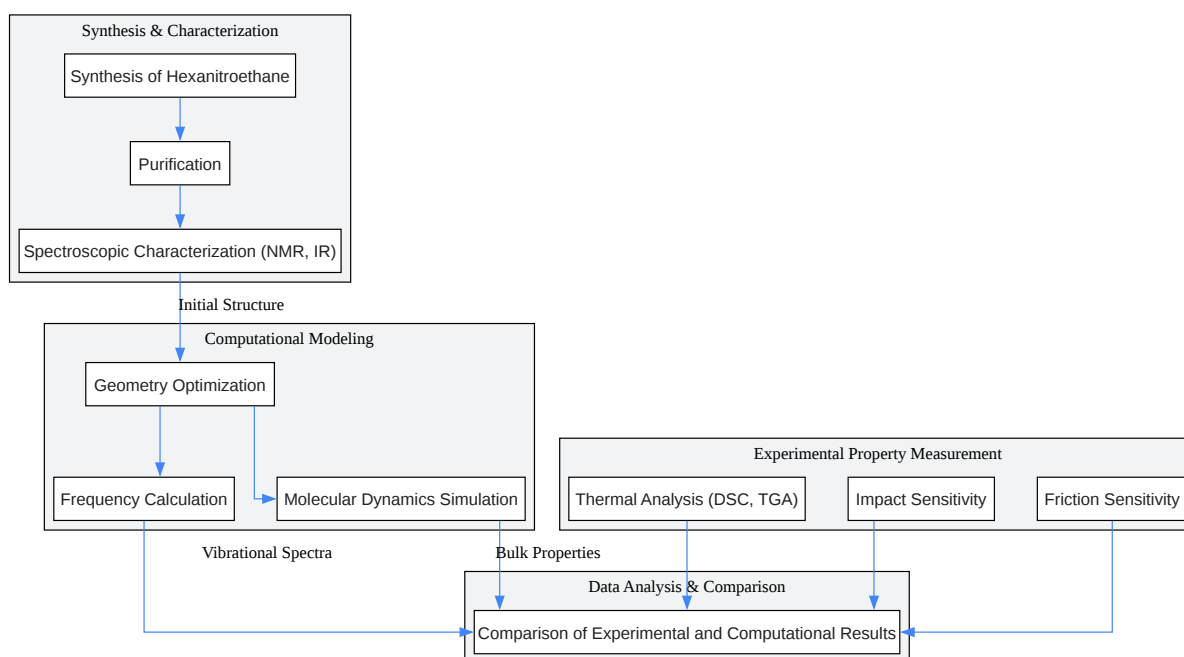 Synthesis & Characterization
Synthesis of Hexanitroethane
Purification
Spectroscopic Characterization (NMR, IR)
Initial Structure
Computational Modeling
Geometry Optimization
Frequency Calculation
Molecular Dynamics Simulation
Experimental Property Measurement
Thermal Analysis (DSC, TGA)
Impact Sensitivity
Friction Sensitivity
Vibrational Spectra
Bulk Properties
Data Analysis & Comparison
Comparison of Experimental and Computational Results